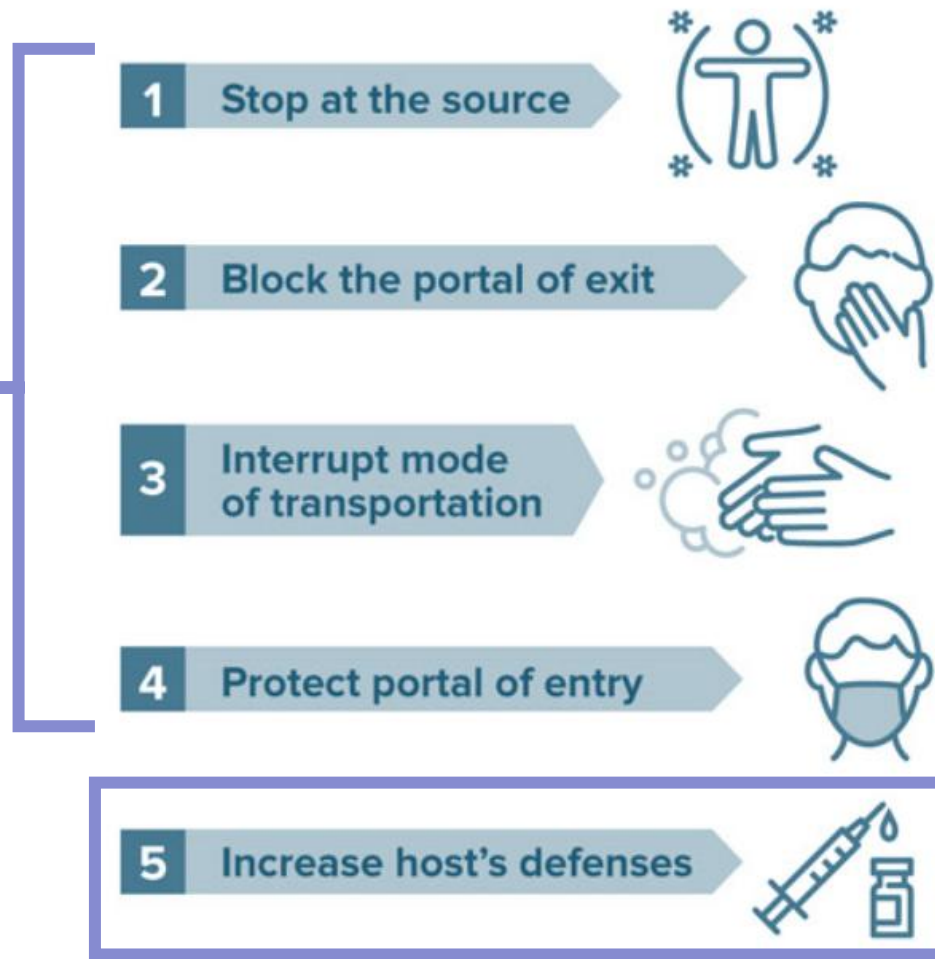 1 Stop at the source
2 Block the portal of exit
3 Interrupt mode
of transportation
4 Protect portal of entry
5 Increase host's defenses